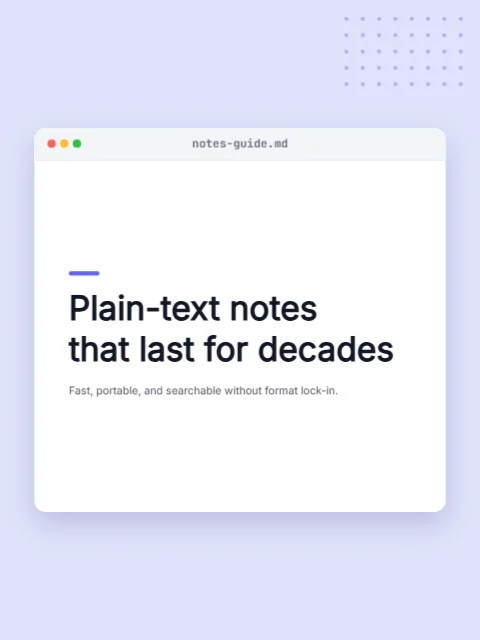 notes-guide.md
Plain-text notes
that last for decades
Fast, portable, and searchable without format lock-in.